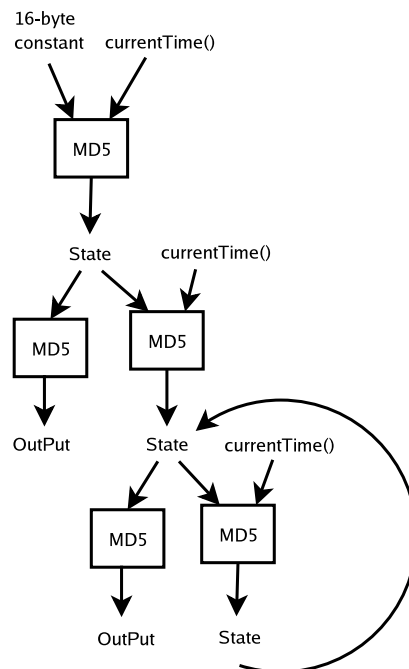 16-byte
constant
currentTime()
MD5
State
currentTime()
MD5
MD5
OutPut
State
currentTime()
MD5
MD5
OutPut
State